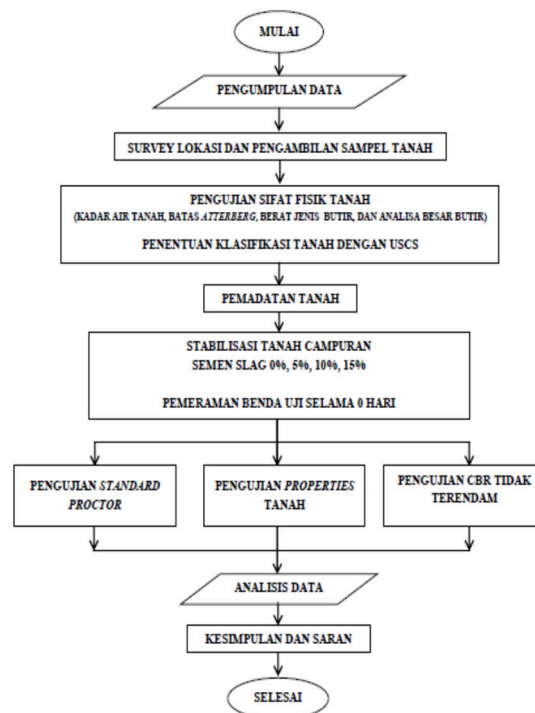 MULAI
PENGUMPULAN DATA
SURVEY LOKASI DAN PENGAMBILAN SAMPEL TANAH
PENGUJIAN SIFAT FISIK TANAH
(KADAR AIR TANAH, BATAS ATTERBERG, BERAT JENIS BUTIR, DAN ANALISA BESAR BUTIR)
PENENTUAN KLASIFIKASI TANAH DENGAN USCS
PEMADATAN TANAH
STABILISASI TANAH CAMPURAN
SEMEN SLAG 0%, 5%, 10%, 15%
PEMERAMAN BENDA UJI SELAMA 0 HARI
PENGUJIAN STANDARD
PROCTOR
PENGUJIAN PROPERTIES
TANAH
PENGUJIAN CBR TIDAK
TERENDAM
ANALISIS DATA
KESIMPULAN DAN SARAN
SELESAI